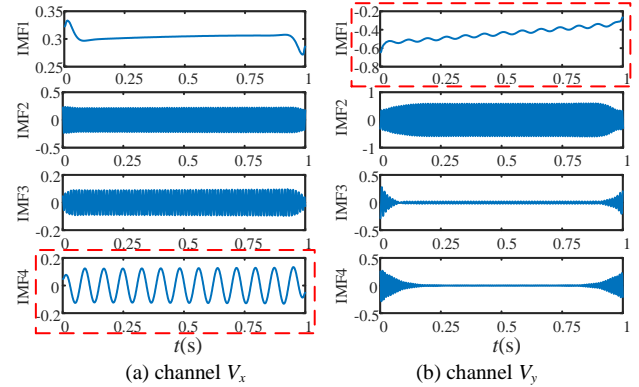 0.35
IMF1 0.3
0.25
0 0.25 0.5 0.75 1
0.5
IMF2 0
-0.5
0 0.25 0.5 0.75 1
0.2
IMF3 0
-0.2
0 0.25 0.5 0.75 1
0.2
IMF4 0
-0.2
0 0.25 0.5 0.75 1
t(s)
(a) channel Vx
-0.2
-0.4
IMF1
-0.6
-0.8
0 0.25 0.5 0.75 1
1
IMF2 0
-1
0 0.25 0.5 0.75 1
0.5
IMF3 0
-0.5
0 0.25 0.5 0.75 1
0.5
IMF4 0
-0.5
0 0.25 0.5 0.75 1
t(s)
(b) channel Vy